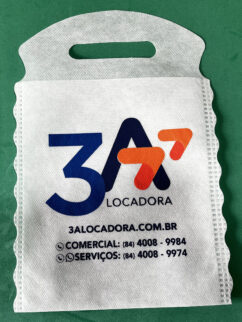 3A
LOCADORA
3ALOCADORA.COM.BR
COMERCIAL: (84) 4008 - 9984
SERVIÇOS: (84) 4008 - 9974